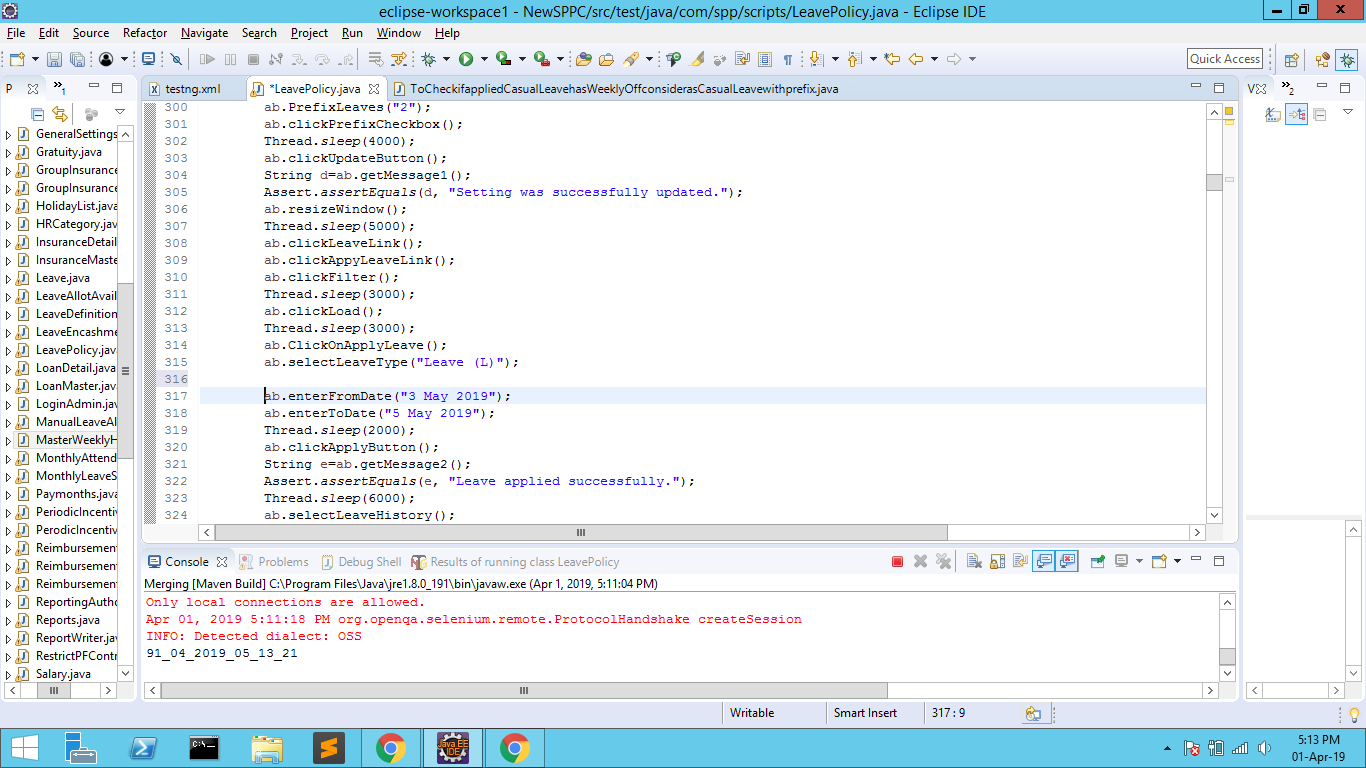 eclipse-workspace1 - NewSPPC/src/test/java/com/spp/scripts/LeavePolicy.java - Eclipse IDE
File Edit Source Refactor Navigate Search Project Run Window Help
Quick Access
P
»1
testng.xml
*LeavePolicy.java
ToCheckifappliedCasualLeavehasWeeklyOffconsiderasCasualLeavewithprefix.java
V
»2
GeneralSettings
Gratuity.java
GroupInsurance
GroupInsurance
HolidayList.java
HRCategory.jav
InsuranceDetail
InsuranceMaste
Leave.java
LeaveAllotAvail
LeaveDefinition
LeaveEncashme
LeavePolicy.jav
LoanDetail.java
LoanMaster.java
LoginAdmin.jav
ManualLeaveAl
MasterWeeklyH
MonthlyAttend
MonthlyLeaveS
Paymonths.java
PeriodicIncentiv
PerodicIncentiv
Reimbursemen
Reimbursemen
Reimbursemen
ReportingAutho
Reports.java
ReportWriter.jav
RestrictPFContr
Salary.java
300 ab.PrefixLeaves("2");
301 ab.clickPrefixCheckbox();
302 Thread.sleep(4000);
303 ab.clickUpdateButton();
304 String d=ab.getMessage1();
305 Assert.assertEquals(d, "Setting was successfully updated.");
306 ab.resizeWindow();
307 Thread.sleep(5000);
308 ab.clickLeaveLink();
309 ab.clickAppyLeaveLink();
310 ab.clickFilter();
311 Thread.sleep(3000);
312 ab.clickLoad();
313 Thread.sleep(3000);
314 ab.ClickOnApplyLeave();
315 ab.selectLeaveType("Leave (L)");
316
317 ab.enterFromDate("3 May 2019");
318 ab.enterToDate("5 May 2019");
319 Thread.sleep(2000);
320 ab.clickApplyButton();
321 String e=ab.getMessage2();
322 Assert.assertEquals(e, "Leave applied successfully.");
323 Thread.sleep(6000);
324 ab.selectLeaveHistory();
Console Problems Debug Shell Results of running class LeavePolicy
Merging [Maven Build] C:\Program Files\Java\jre1.8.0_191\bin\javaw.exe (Apr 1, 2019, 5:11:04 PM)
Only local connections are allowed.
Apr 01, 2019 5:11:18 PM org.openqa.selenium.remote.ProtocolHandshake createSession
INFO: Detected dialect: OSS
91_04_2019_05_13_21
Writable Smart Insert 317 : 9
Java EE
IDE
5:13 PM
01-Apr-19